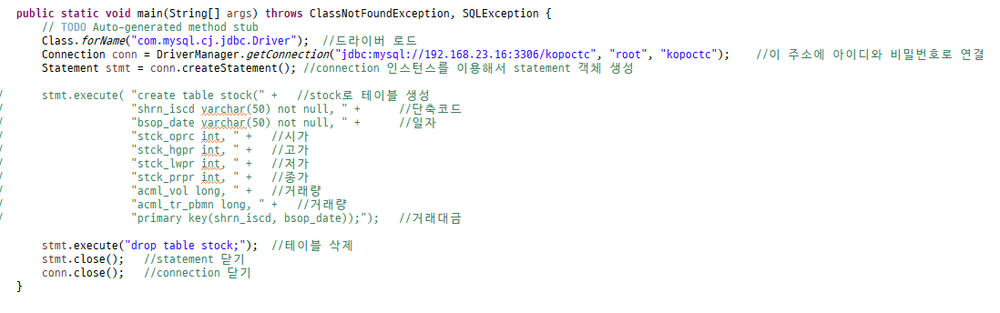 public static void main(String[] args) throws ClassNotFoundException, SQLException {
// TODO Auto-generated method stub
Class.forName("com.mysql.cj.jdbc.Driver");  //드라이버 로드
Connection conn = DriverManager.getConnection("jdbc:mysql://192.168.23.16:3306/kopoctc", "root", "kopoctc");    //이 주소에 아이디와 비밀번호로 연결
Statement stmt = conn.createStatement(); //connection 인스턴스를 이용해서 statement 객체 생성
/ stmt.execute( "create table stock(" +   //stock로 테이블 생성
/ "shrn_iscd varchar(50) not null, " +      //단축코드
/ "bsop_date varchar(50) not null, " +      //일자
/ "stck_oprc int, " +   //시가
/ "stck_hgpr int, " +   //고가
/ "stck_lwpr int, " +   //저가
/ "stck_prpr int, " +   //종가
/ "acml_vol long, " +   //거래량
/ "acml_tr_pbmn long, " +   //거래량
/ "primary key(shrn_iscd, bsop_date));");   //거래대금
stmt.execute("drop table stock;");  //테이블 삭제
stmt.close();   //statement 닫기
conn.close();   //connection 닫기
}